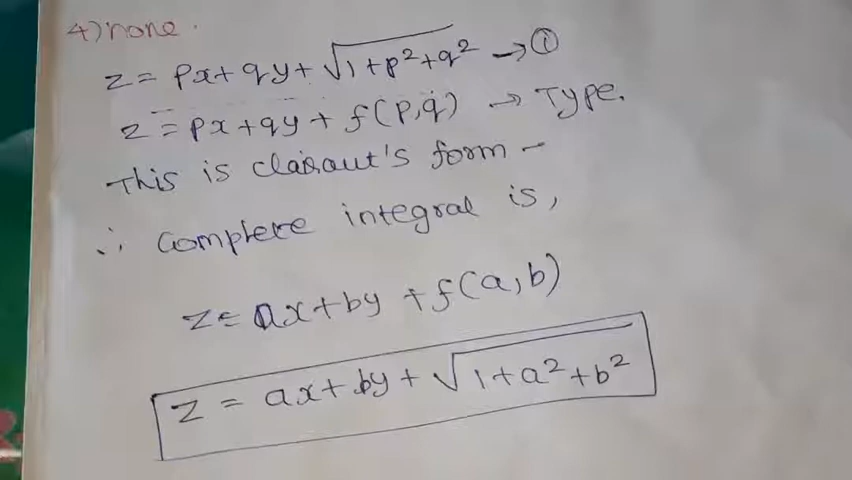 4) none.
z = px + qy + √1+p²+q² → ①
z = px + qy + f(p,q) → Type.
This is clairaut's form -
∴ complete integral is,
z = ax + by + f(a,b)
z = ax + by + √1+a²+b²